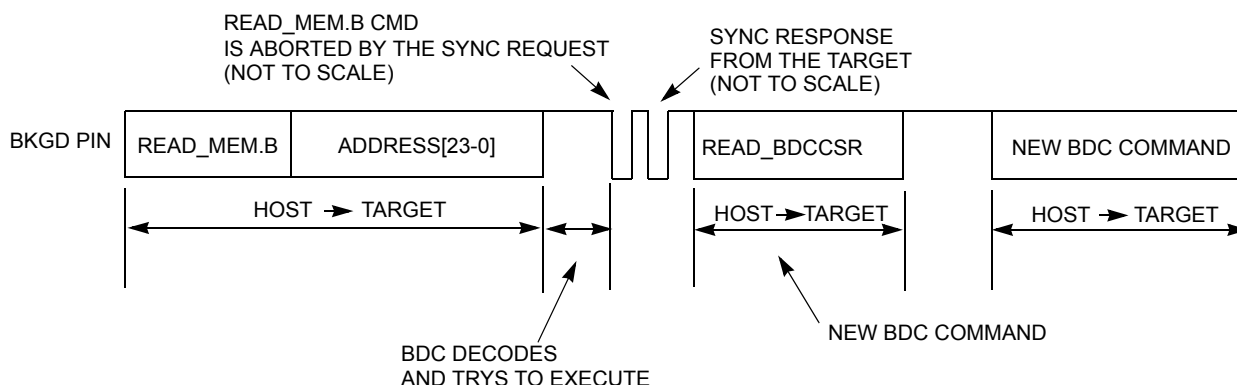 READ_MEM.B CMD
IS ABORTED BY THE SYNC REQUEST
(NOT TO SCALE)
SYNC RESPONSE
FROM THE TARGET
(NOT TO SCALE)
BKGD PIN
READ_MEM.B
ADDRESS[23-0]
READ_BDCCSR
NEW BDC COMMAND
HOST → TARGET
HOST → TARGET
HOST → TARGET
BDC DECODES
AND TRYS TO EXECUTE
NEW BDC COMMAND